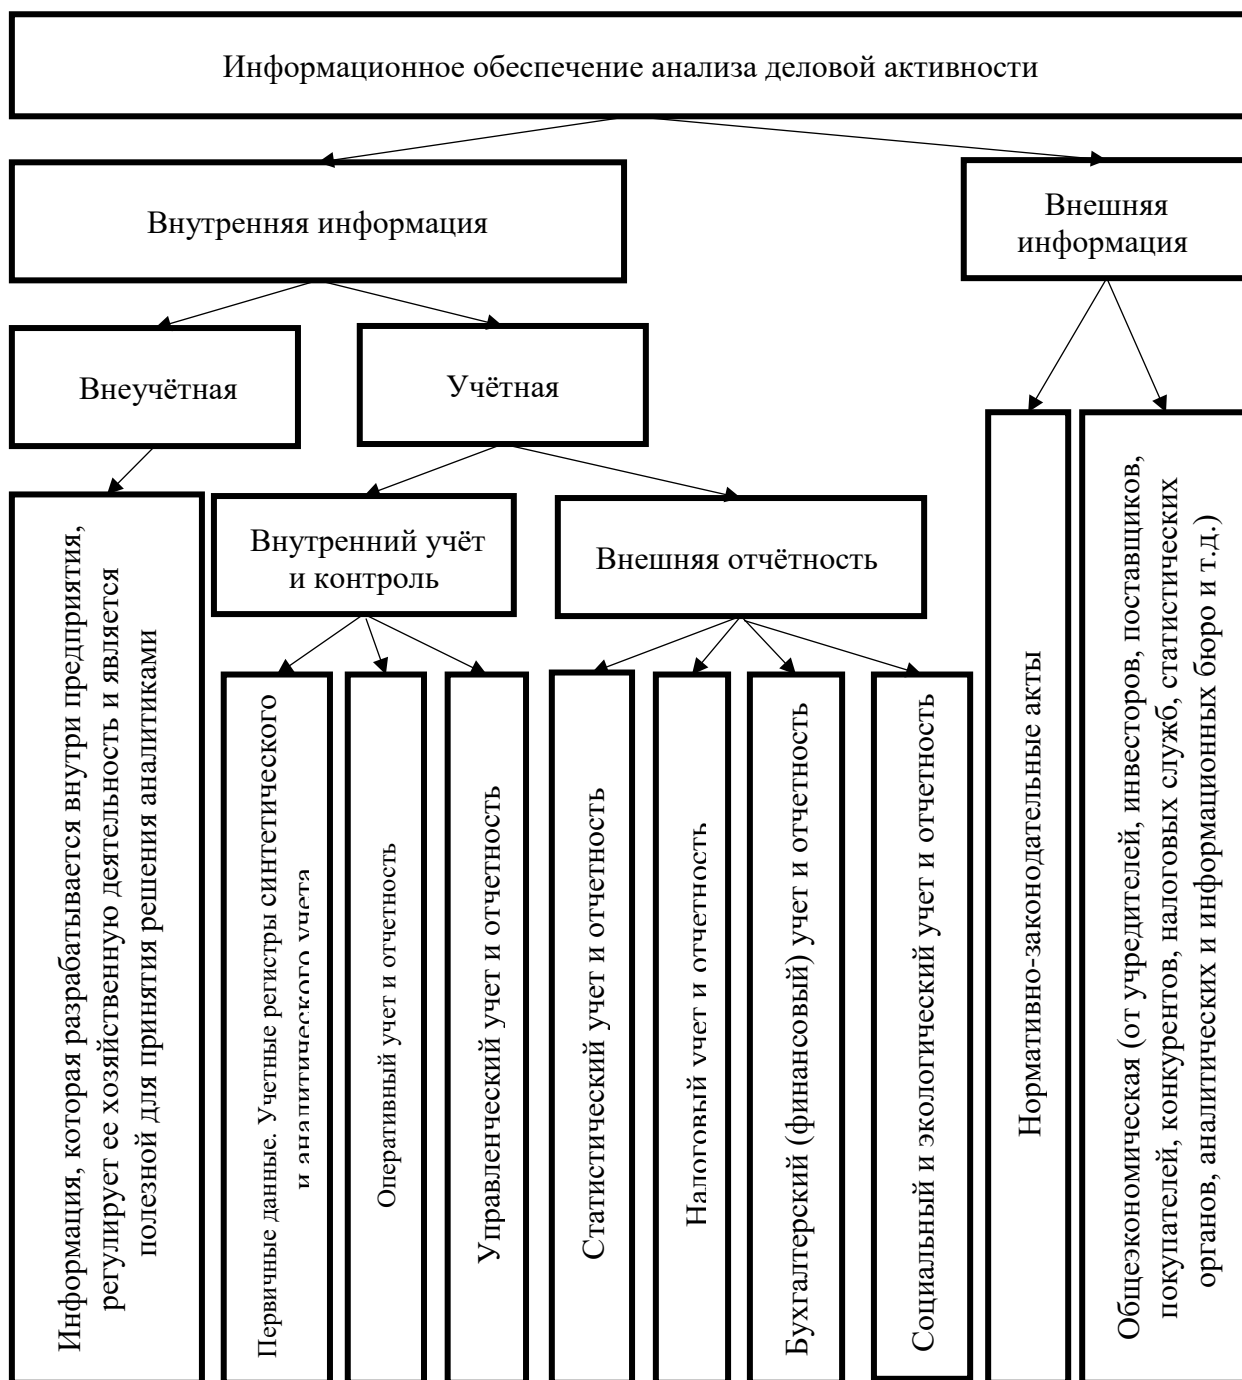 Информационное обеспечение анализа деловой активности
Внутренняя информация
Внешняя
информация
Внеучётная
Учётная
Внутренний учёт
и контроль
Внешняя отчётность
Информация, которая разрабатывается внутри предприятия,
регулирует ее хозяйственную деятельность и является
полезной для принятия решения аналитиками
Первичные данные. Учетные регистры синтетического
и аналитического учета
Оперативный учет и отчетность
Управленческий учет и отчетность
Статистический учет и отчетность
Налоговый учет и отчетность
Бухгалтерский (финансовый) учет и отчетность
Социальный и экологический учет и отчетность
Нормативно-законодательные акты
Общеэкономическая (от учредителей, инвесторов, поставщиков,
покупателей, конкурентов, налоговых служб, статистических
органов, аналитических и информационных бюро и т.д.)